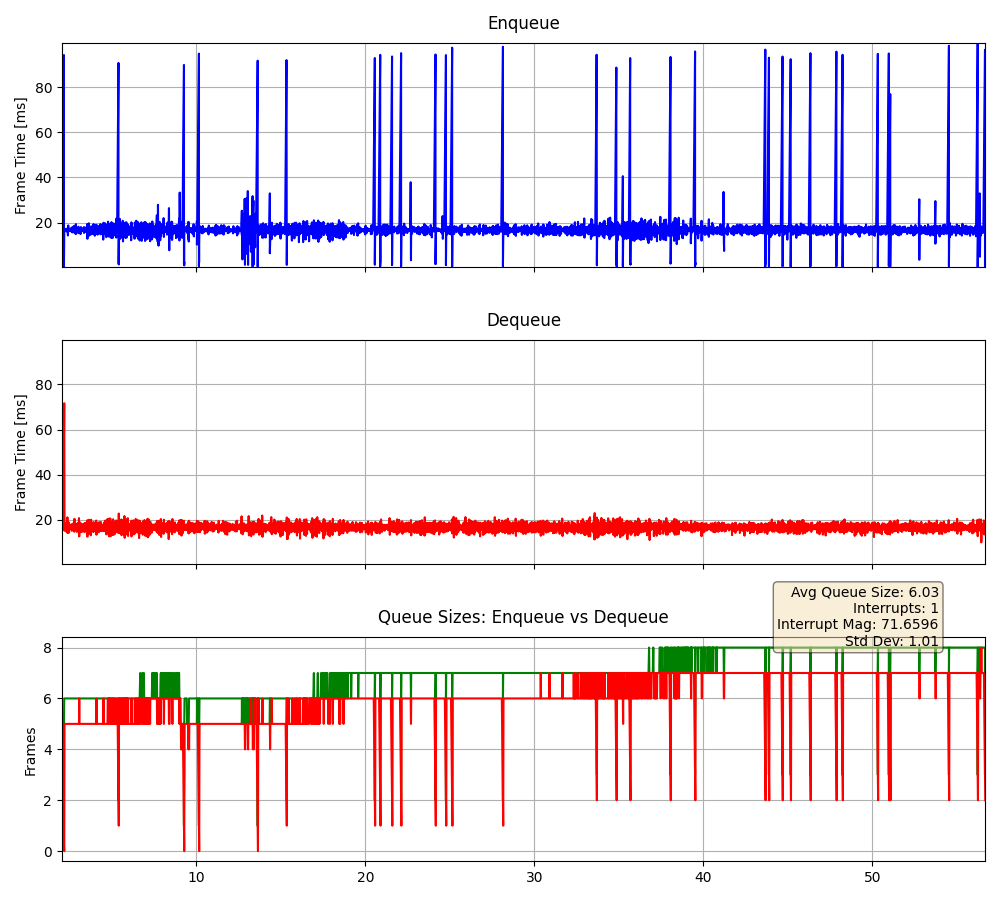 Enqueue
Frame Time [ms]
80
60
40
20
Dequeue
Frame Time [ms]
80
60
40
20
Avg Queue Size: 6.03
Interrupts: 1
Interrupt Mag: 71.6596
Std Dev: 1.01
Queue Sizes: Enqueue vs Dequeue
Frames
8
6
4
2
0
10 20 30 40 50